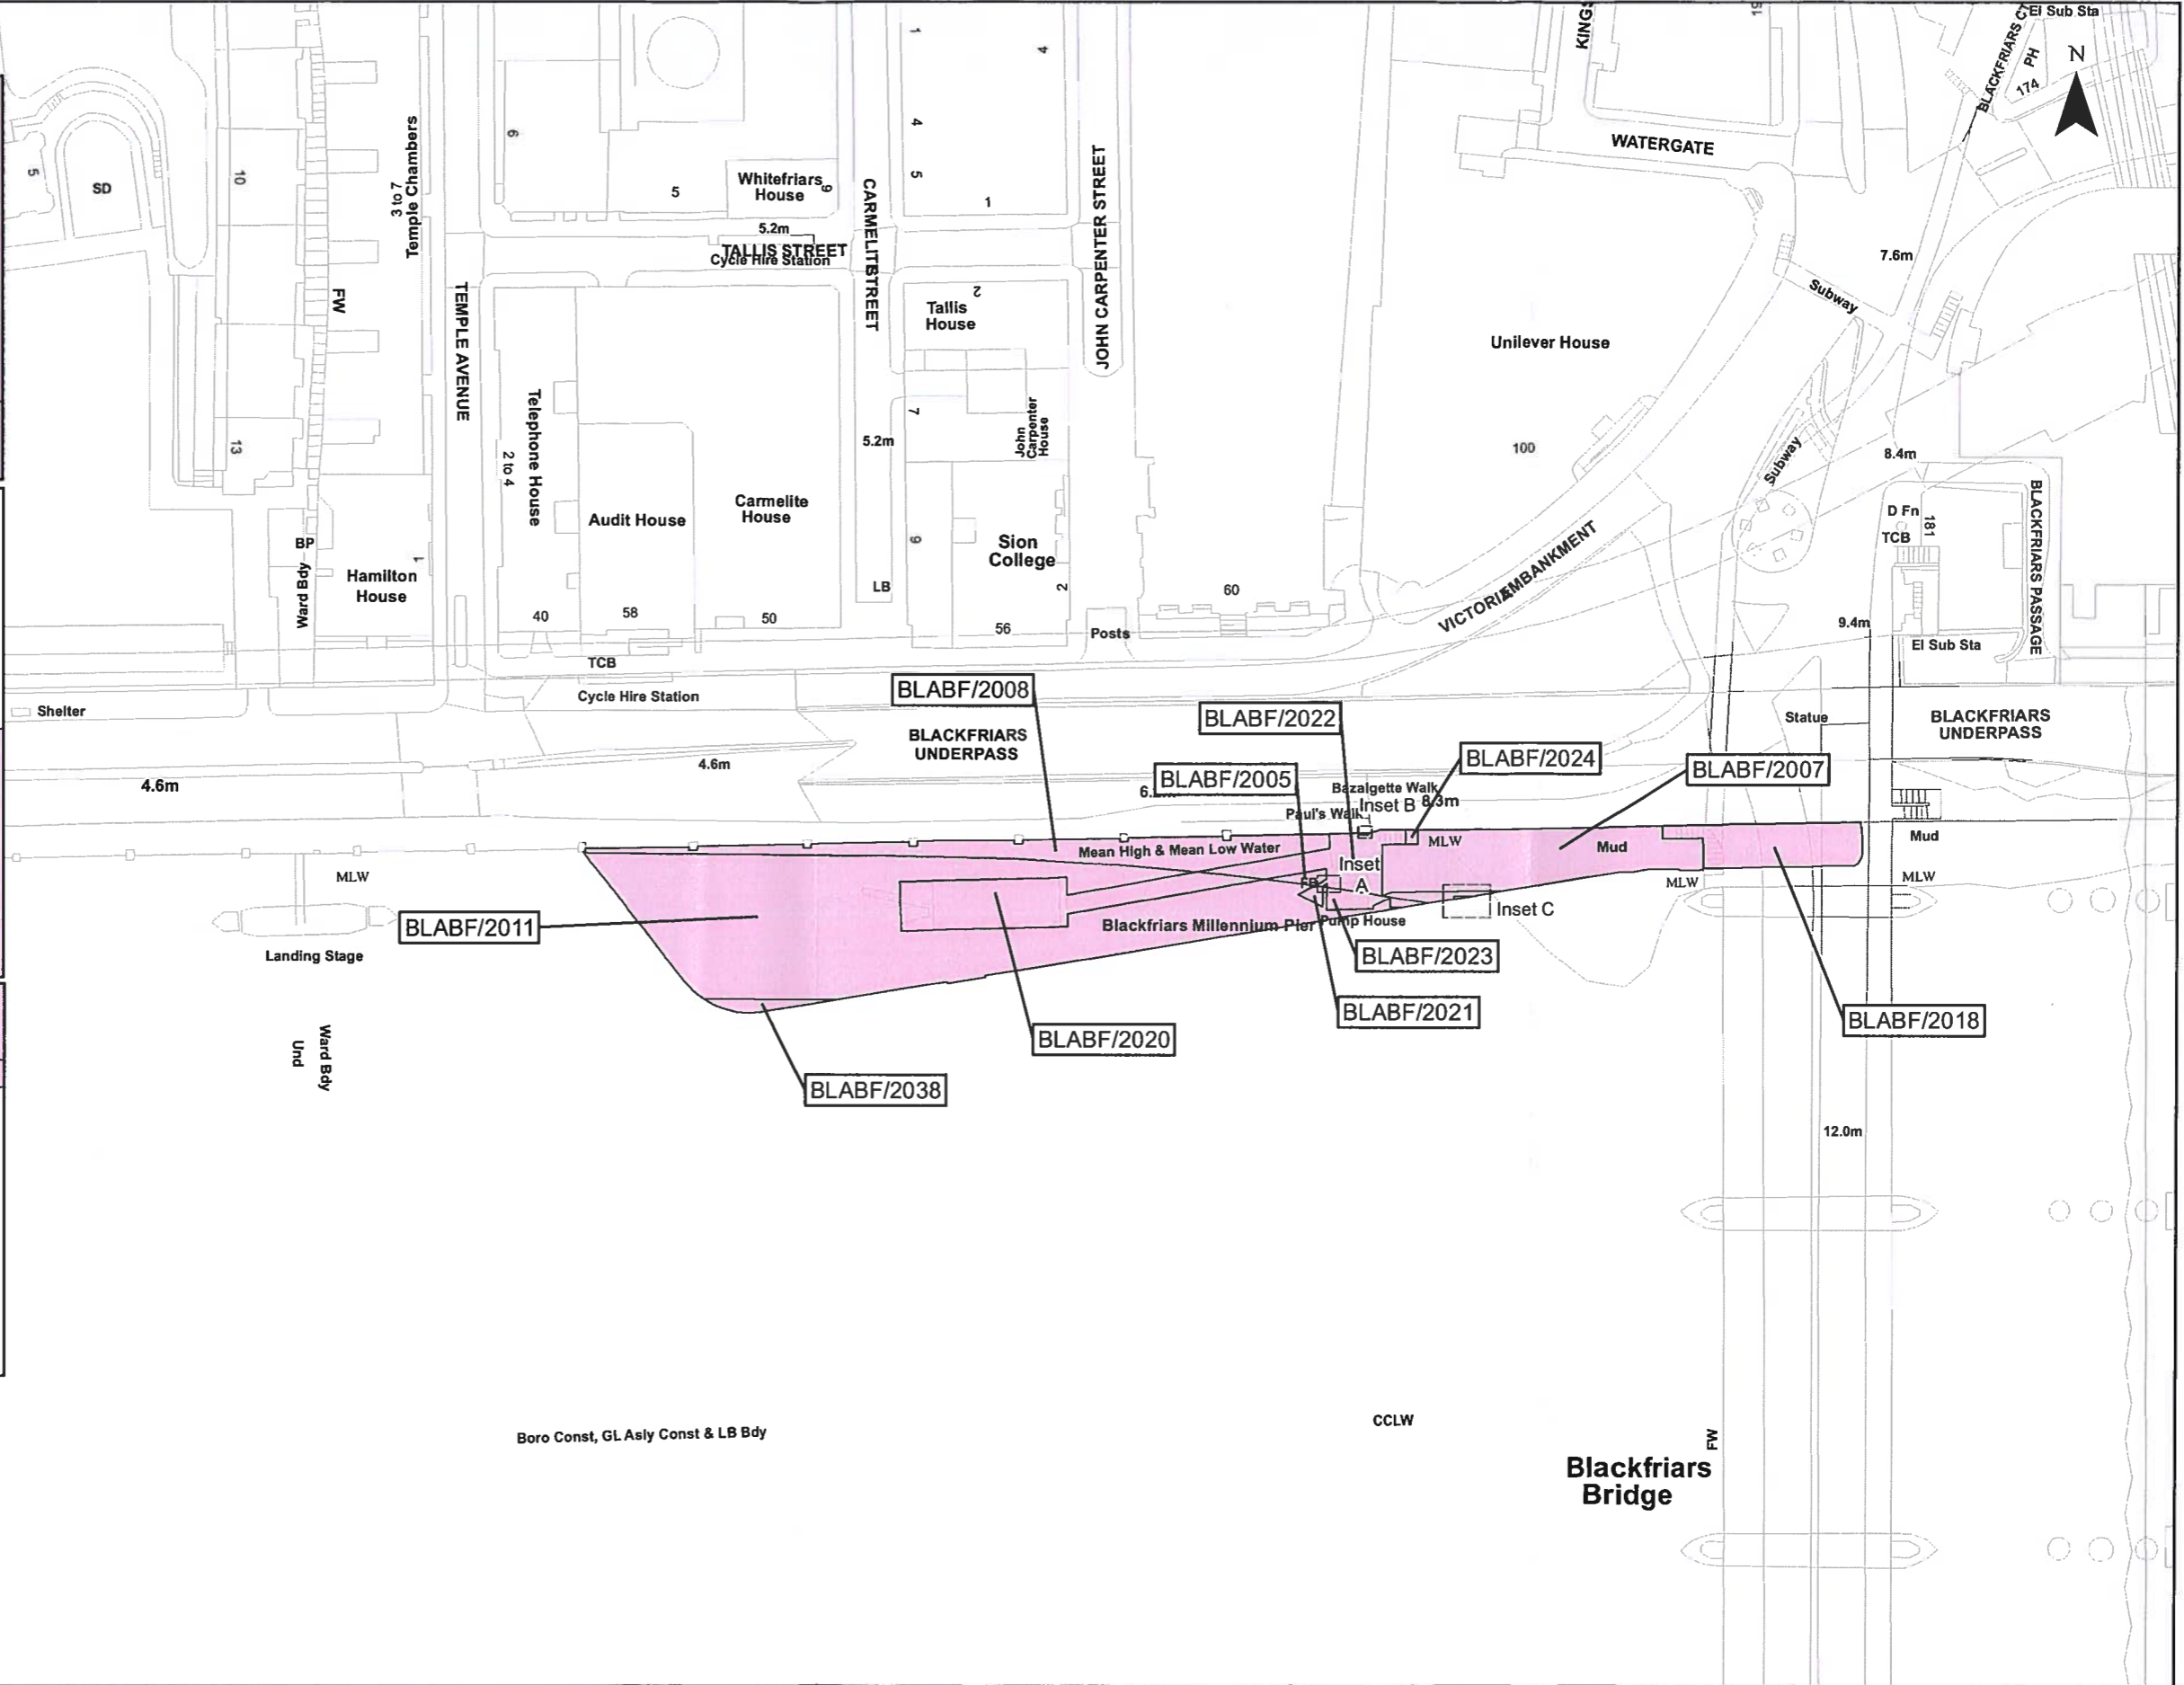 El Sub Sta
BLACKFRIARS CT
PH
174
N
KINGS
19
1
4
6
WATERGATE
5
SD
10
3 to 7
Temple Chambers
5
Whitefriars
House
6
4
5
1
CARMELITE STREET
JOHN CARPENTER STREET
5.2m
TALLIS STREET
Cycle Hire Station
7.6m
Subway
FW
TEMPLE AVENUE
2
Tallis
House
Unilever House
Telephone House
2 to 4
7
John
Carpenter
House
5.2m
13
100
Subway
8.4m
Audit House
Carmelite
House
D Fn
181
TCB
BLACKFRIARS PASSAGE
BP
Ward Bdy
1
Hamilton
House
9
Sion
College
2
LB
VICTORIA EMBANKMENT
40
58
50
56
60
Posts
9.4m
El Sub Sta
TCB
Cycle Hire Station
Shelter
BLABF/2008
BLABF/2022
Statue
BLACKFRIARS
UNDERPASS
BLACKFRIARS
UNDERPASS
4.6m
4.6m
BLABF/2005
BLABF/2024
BLABF/2007
6.
Bazalgette Walk
Inset B
8.3m
Paul's Walk
MLW
Mud
Mud
Mean High & Mean Low Water
Inset
A
FB
MLW
MLW
MLW
BLABF/2011
Blackfriars Millennium Pier
Pump House
Inset C
Landing Stage
BLABF/2023
BLABF/2021
BLABF/2018
BLABF/2020
Und
Ward Bdy
BLABF/2038
12.0m
CCLW
Boro Const, GL Asly Const & LB Bdy
FW
Blackfriars
Bridge